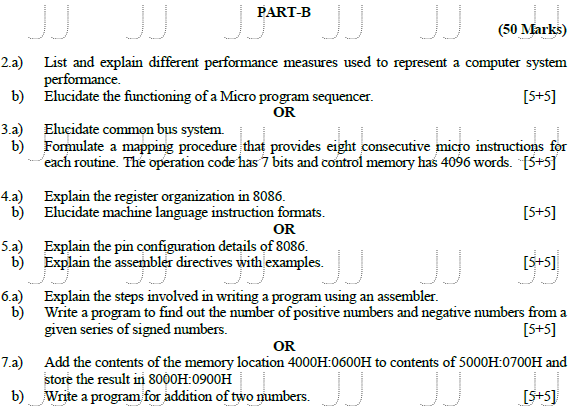 PART-B
(50 Marks)
2.a) List and explain different performance measures used to represent a computer system
performance.
b) Elucidate the functioning of a Micro program sequencer. [5+5]
OR
3.a) Elucidate common bus system.
b) Formulate a mapping procedure that provides eight consecutive micro instructions for
each routine. The operation code has 7 bits and control memory has 4096 words. [5+5]
4.a) Explain the register organization in 8086.
b) Elucidate machine language instruction formats. [5+5]
OR
5.a) Explain the pin configuration details of 8086.
b) Explain the assembler directives with examples. [5+5]
6.a) Explain the steps involved in writing a program using an assembler.
b) Write a program to find out the number of positive numbers and negative numbers from a
given series of signed numbers. [5+5]
OR
7.a) Add the contents of the memory location 4000H:0600H to contents of 5000H:0700H and
store the result in 8000H:0900H
b) Write a program for addition of two numbers. [5+5]